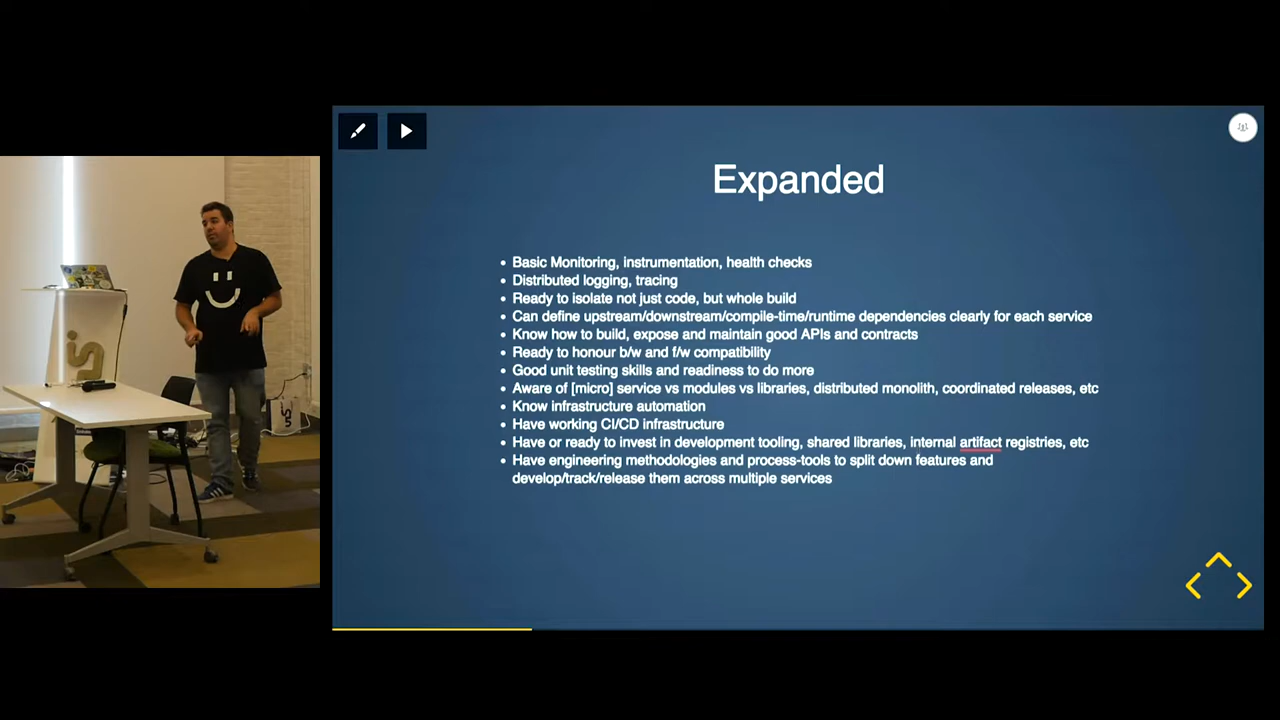 Expanded
• Basic Monitoring, instrumentation, health checks
• Distributed logging, tracing
• Ready to isolate not just code, but whole build
• Can define upstream/downstream/compile-time/runtime dependencies clearly for each service
• Know how to build, expose and maintain good APIs and contracts
• Ready to honour b/w and f/w compatibility
• Good unit testing skills and readiness to do more
• Aware of [micro] service vs modules vs libraries, distributed monolith, coordinated releases, etc
• Know infrastructure automation
• Have working CI/CD infrastructure
• Have or ready to invest in development tooling, shared libraries, internal artifact registries, etc
• Have engineering methodologies and process-tools to split down features and
develop/track/release them across multiple services